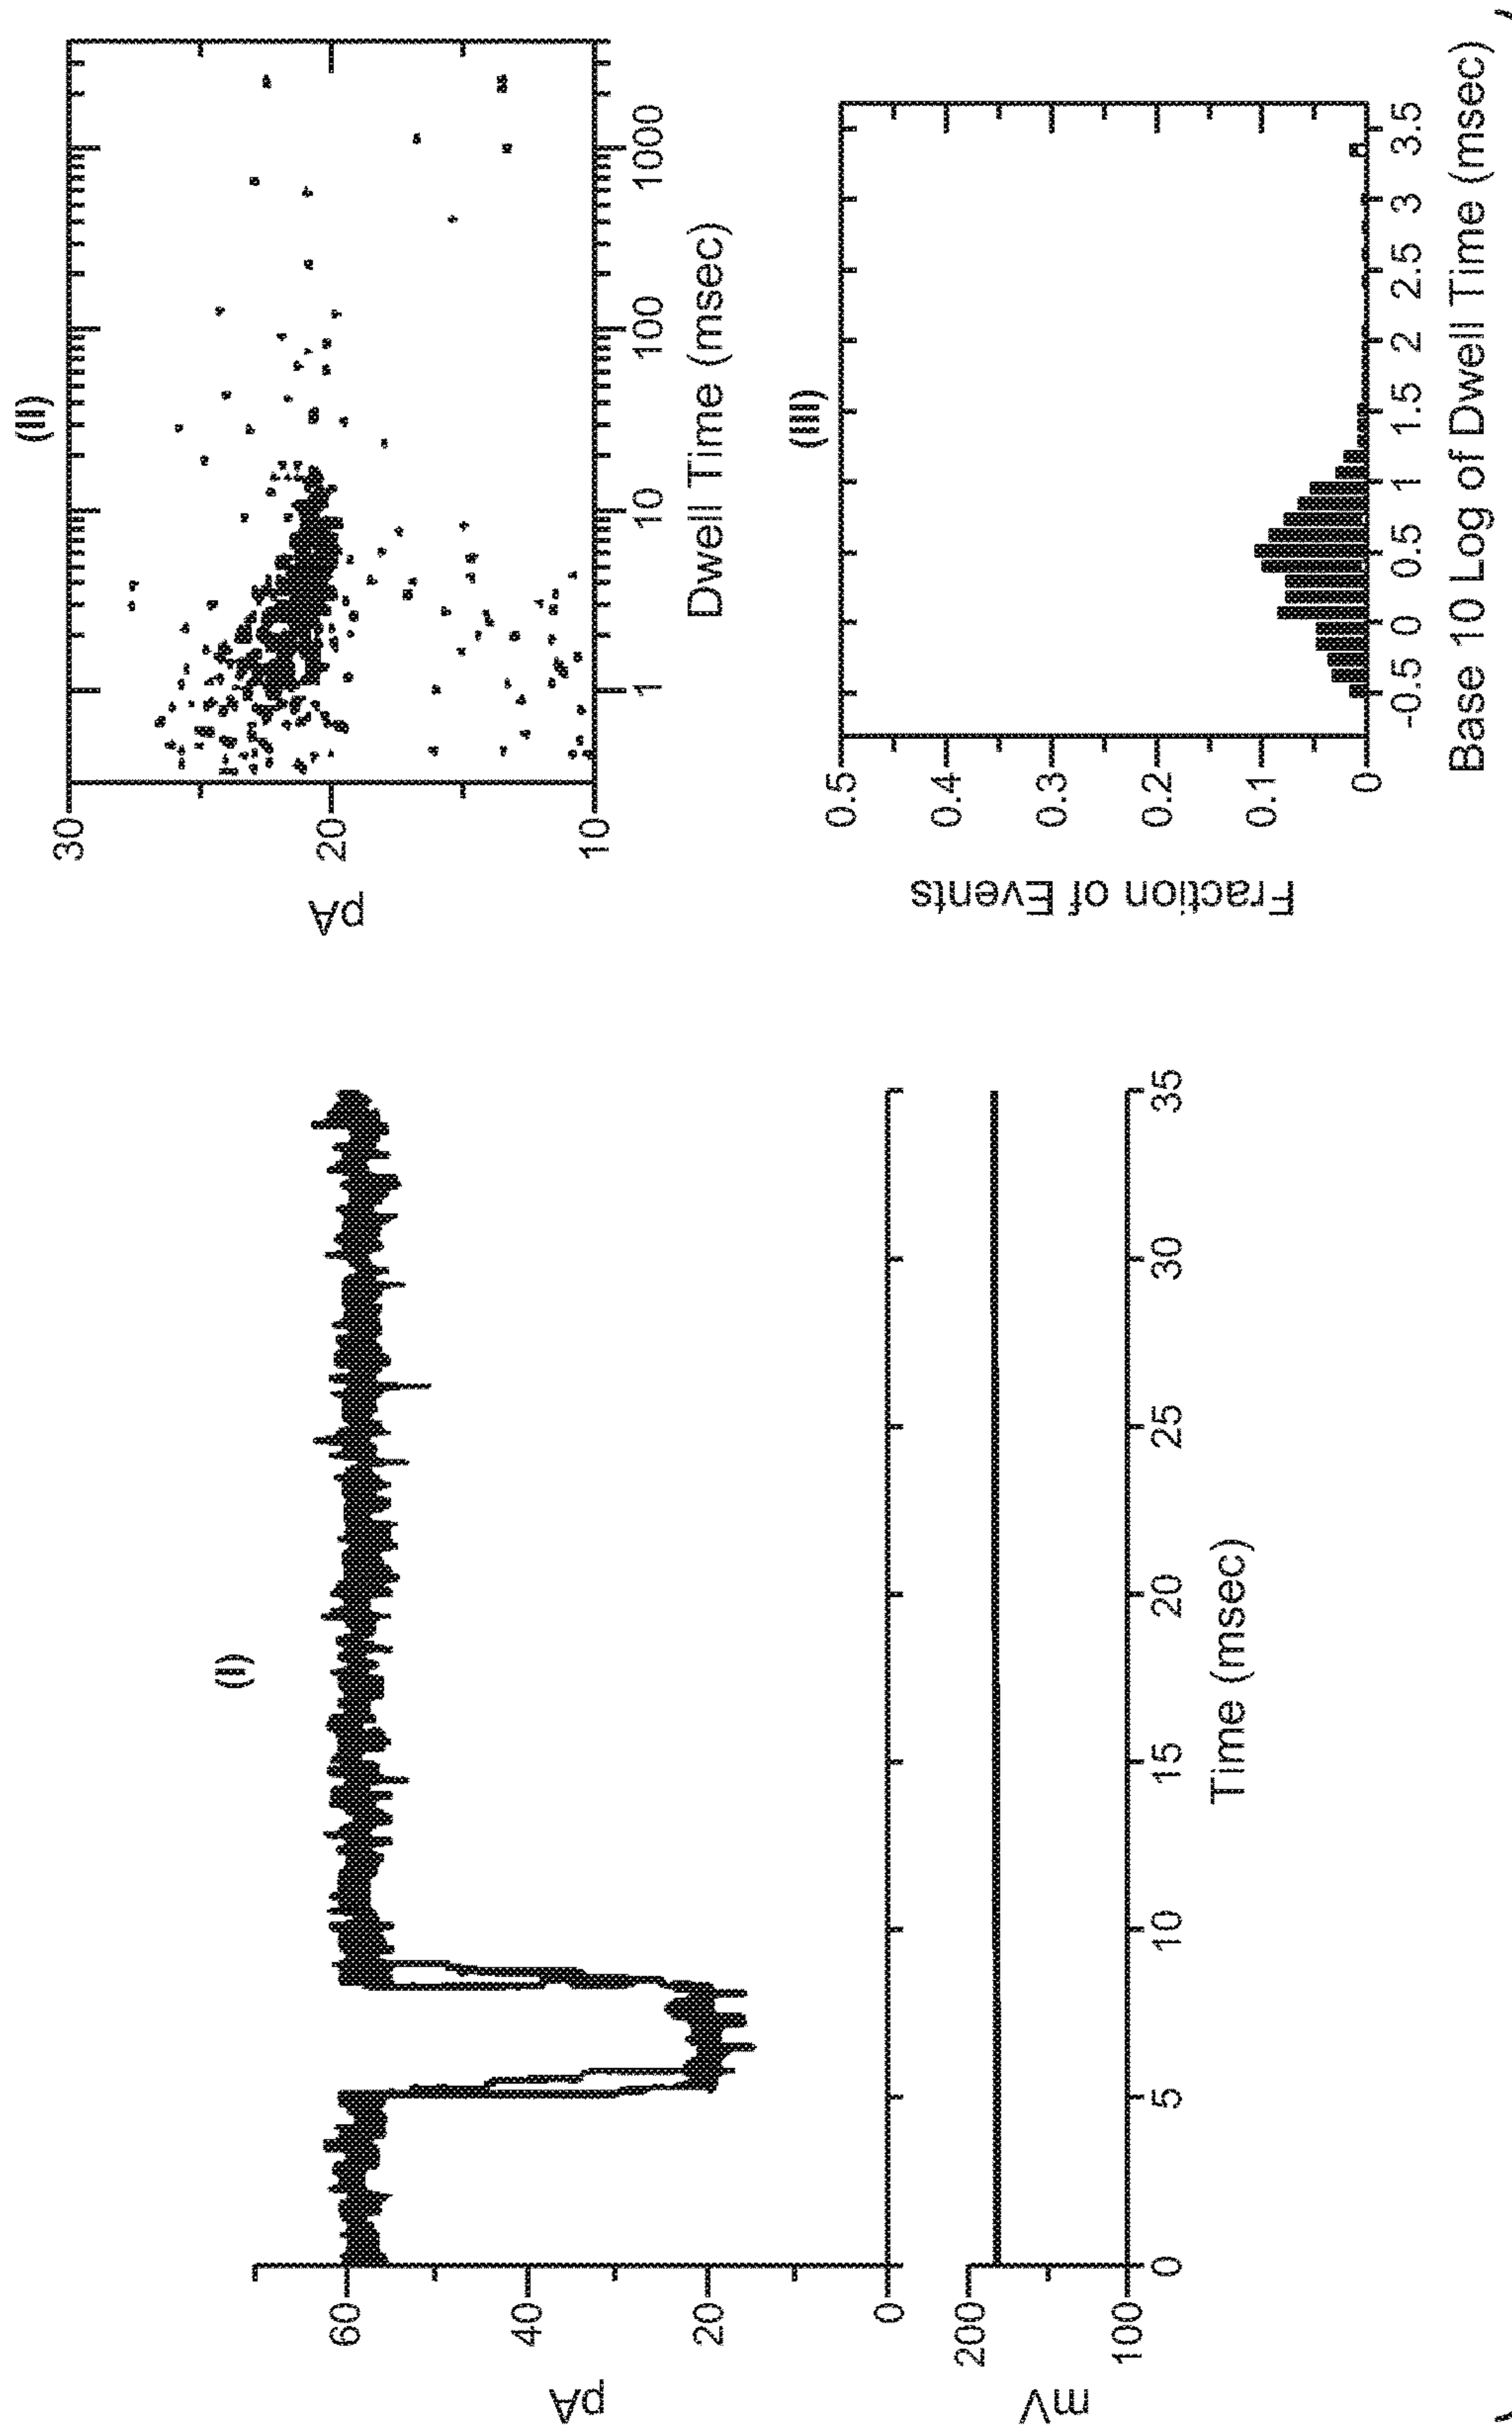 (I)
60
40
20
0
pA
200
100
mV
0 5 10 15 20 25 30 35
Time (msec)
(II)
30
20
10
pA
1 10 100 1000
Dwell Time (msec)
(III)
0.5
0.4
0.3
0.2
0.1
0
Fraction of Events
-0.5 0 0.5 1 1.5 2 2.5 3 3.5
Base 10 Log of Dwell Time (msec)